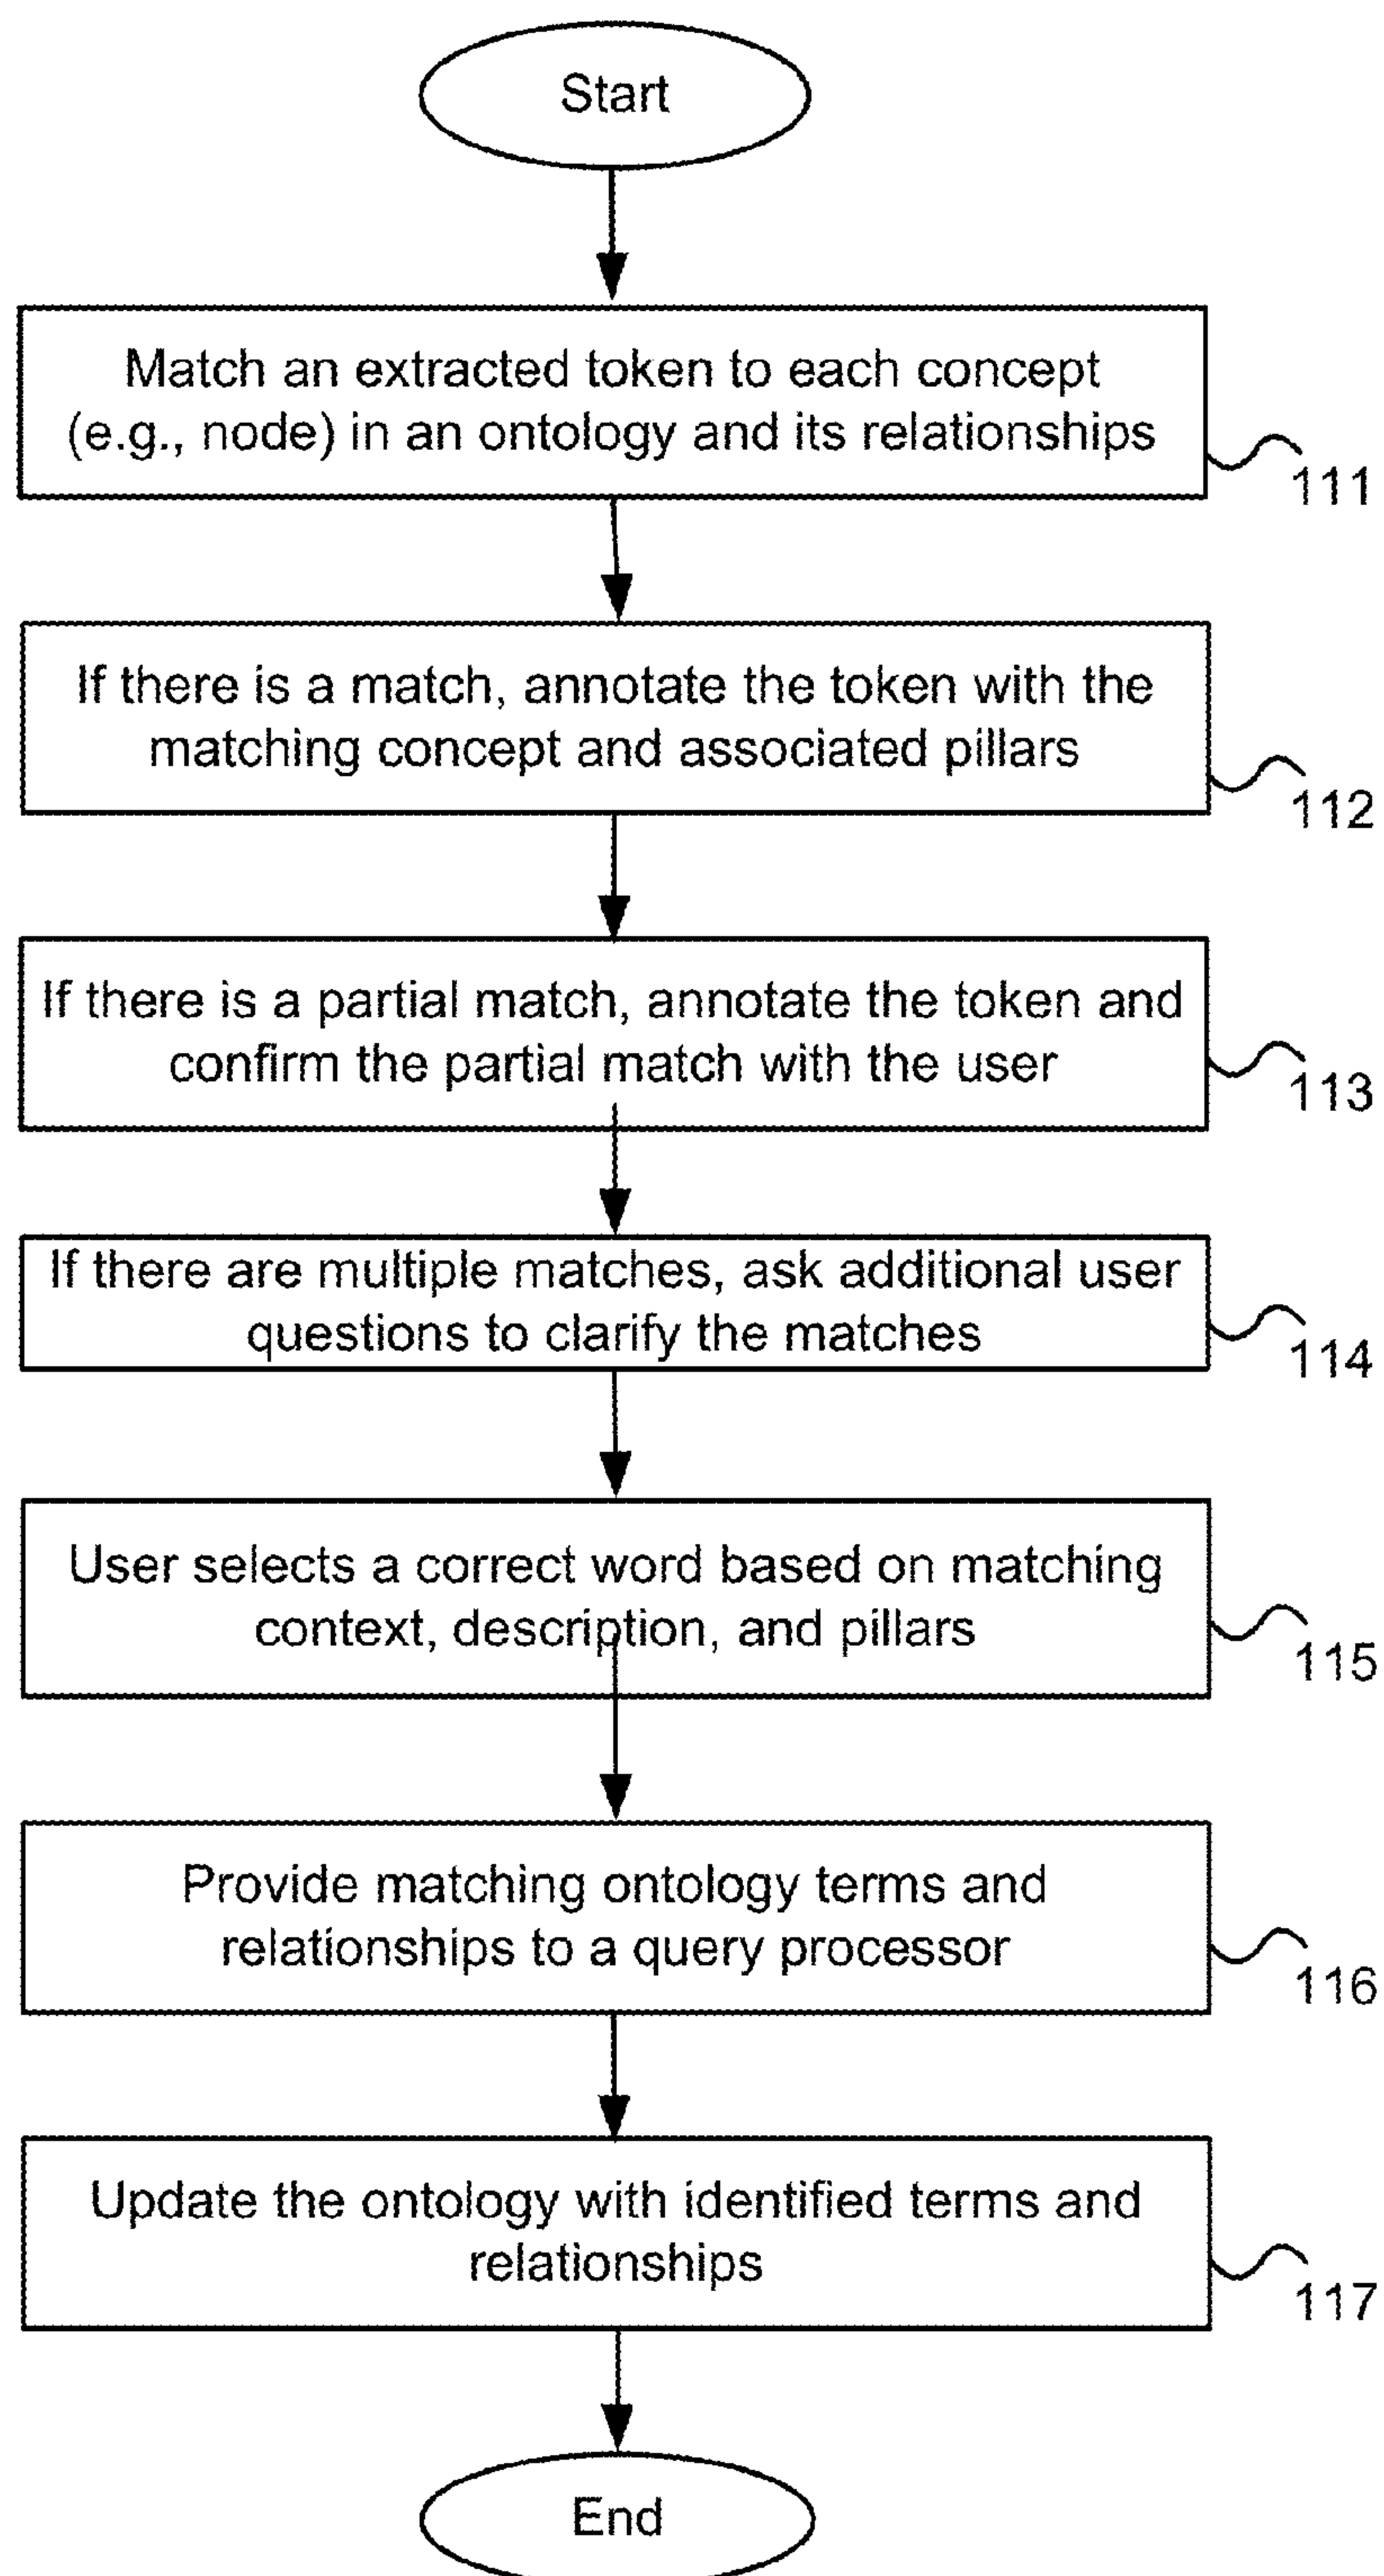 Start
Match an extracted token to each concept
(e.g., node) in an ontology and its relationships
111
If there is a match, annotate the token with the
matching concept and associated pillars
112
If there is a partial match, annotate the token and
confirm the partial match with the user
113
If there are multiple matches, ask additional user
questions to clarify the matches
114
User selects a correct word based on matching
context, description, and pillars
115
Provide matching ontology terms and
relationships to a query processor
116
Update the ontology with identified terms and
relationships
117
End